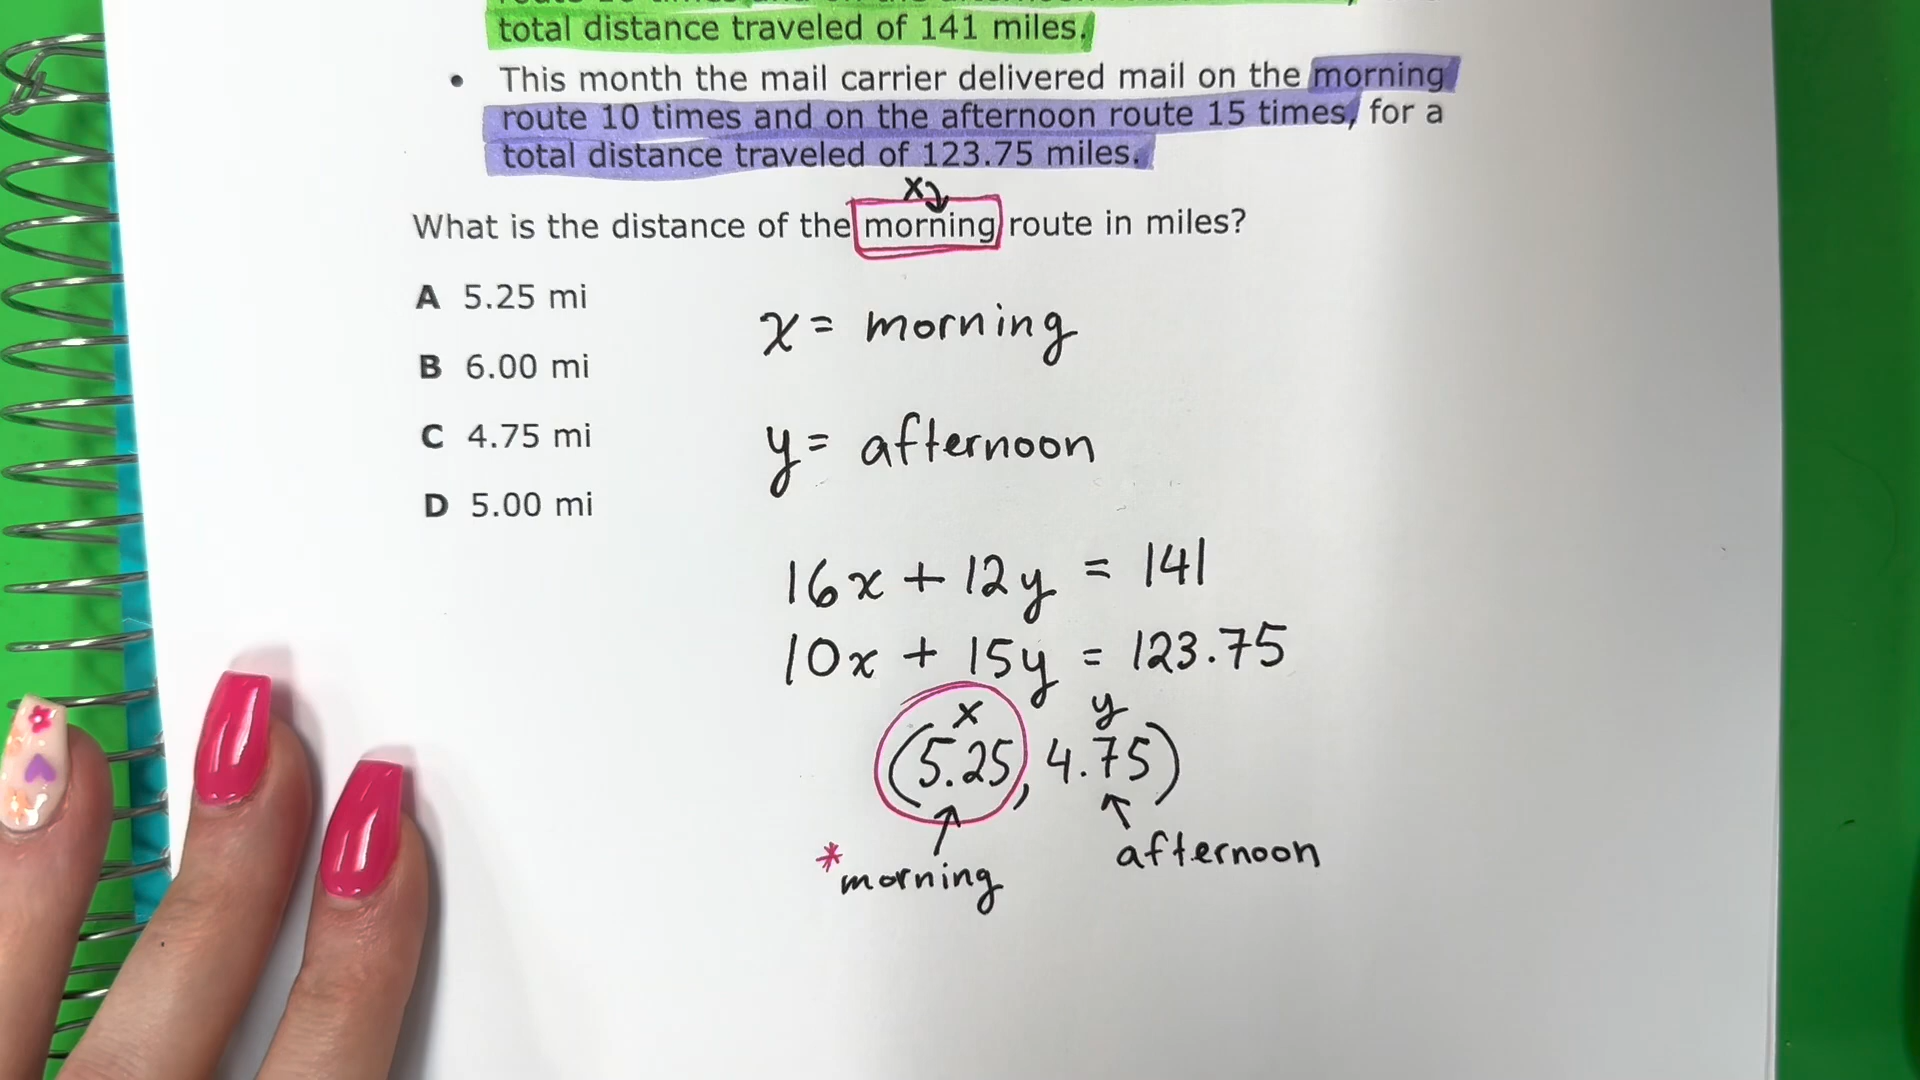 total distance traveled of 141 miles.
• This month the mail carrier delivered mail on the morning
route 10 times and on the afternoon route 15 times, for a
total distance traveled of 123.75 miles.
x
What is the distance of the morning route in miles?
A 5.25 mi
B 6.00 mi
C 4.75 mi
D 5.00 mi
x = morning
y = afternoon
16x + 12y = 141
10x + 15y = 123.75
x y
(5.25, 4.75)
*morning
afternoon